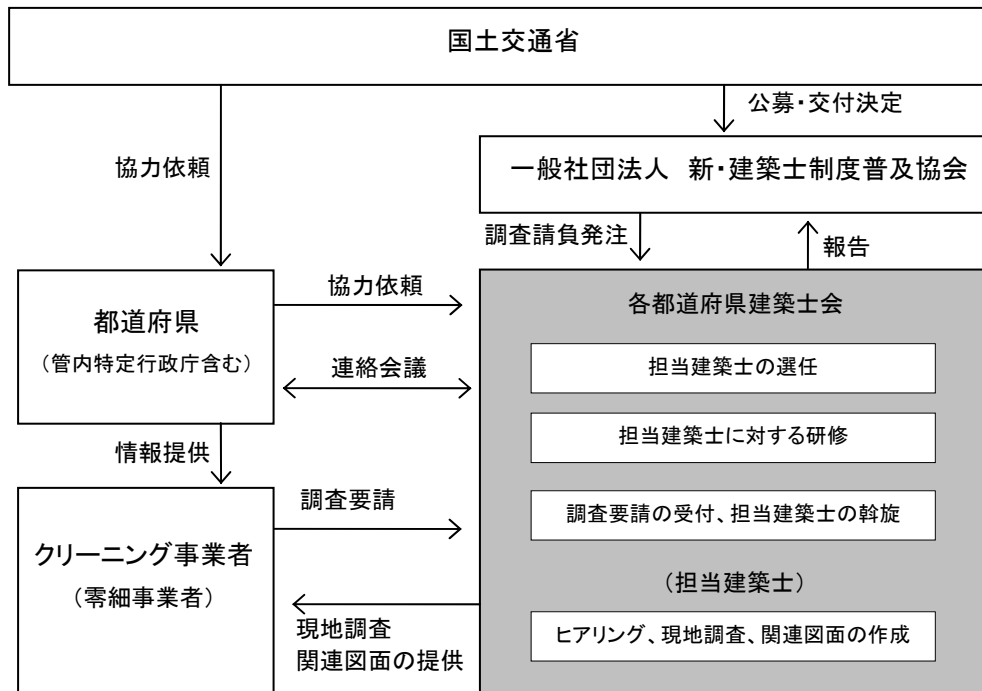 国土交通省
公募・交付決定
協力依頼
一般社団法人 新・建築士制度普及協会
調査請負発注
報告
協力依頼
都道府県
（管内特定行政庁含む）
連絡会議
各都道府県建築士会
担当建築士の選任
担当建築士に対する研修
調査要請の受付、担当建築士の斡旋
（担当建築士）
ヒアリング、現地調査、関連図面の作成
情報提供
調査要請
クリーニング事業者
（零細事業者）
現地調査
関連図面の提供